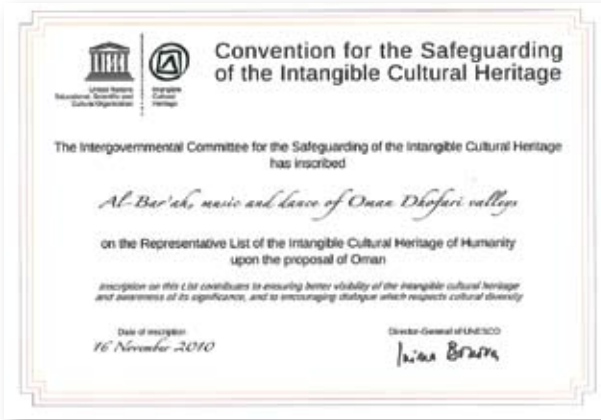 Convention for the Safeguarding
of the Intangible Cultural Heritage
United Nations
Educational, Scientific and
Cultural Organization
Intangible
Cultural
Heritage
The Intergovernmental Committee for the Safeguarding of the Intangible Cultural Heritage
has inscribed
Al-Bar'ah, music and dance of Oman Dhofari valleys
on the Representative List of the Intangible Cultural Heritage of Humanity
upon the proposal of Oman
Inscription on this List contributes to ensuring better visibility of the intangible cultural heritage
and awareness of its significance, and to encouraging dialogue which respects cultural diversity
Date of inscription
16 November 2010
Director-General of UNESCO
Irina Bokova